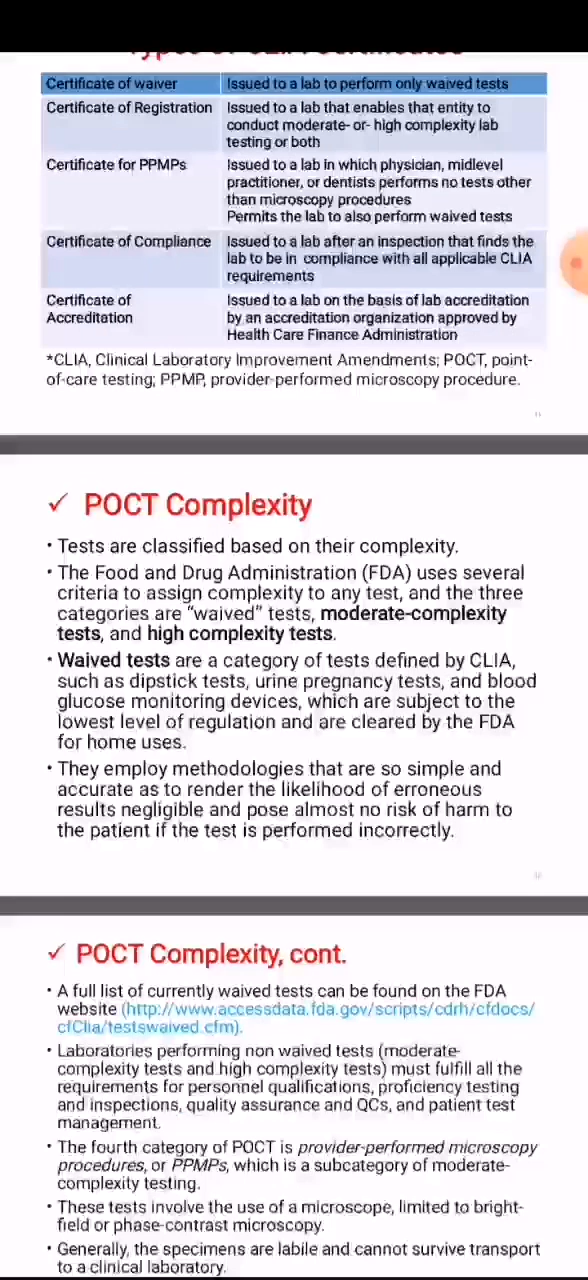 Certificate of waiver Issued to a lab to perform only waived tests
Certificate of Registration Issued to a lab that enables that entity to
conduct moderate- or- high complexity lab
testing or both
Certificate for PPMPs Issued to a lab in which physician, midlevel
practitioner, or dentists performs no tests other
than microscopy procedures
Permits the lab to also perform waived tests
Certificate of Compliance Issued to a lab after an inspection that finds the
lab to be in compliance with all applicable CLIA
requirements
Certificate of Issued to a lab on the basis of lab accreditation
Accreditation by an accreditation organization approved by
Health Care Finance Administration
*CLIA, Clinical Laboratory Improvement Amendments; POCT, point-
of-care testing; PPMP, provider-performed microscopy procedure.
✓ POCT Complexity
• Tests are classified based on their complexity.
• The Food and Drug Administration (FDA) uses several
criteria to assign complexity to any test, and the three
categories are “waived” tests, moderate-complexity
tests, and high complexity tests.
• Waived tests are a category of tests defined by CLIA,
such as dipstick tests, urine pregnancy tests, and blood
glucose monitoring devices, which are subject to the
lowest level of regulation and are cleared by the FDA
for home uses.
• They employ methodologies that are so simple and
accurate as to render the likelihood of erroneous
results negligible and pose almost no risk of harm to
the patient if the test is performed incorrectly.
✓ POCT Complexity, cont.
• A full list of currently waived tests can be found on the FDA
website (http://www.accessdata.fda.gov/scripts/cdrh/cfdocs/
cfClia/testswaived.cfm).
• Laboratories performing non waived tests (moderate-
complexity tests and high complexity tests) must fulfill all the
requirements for personnel qualifications, proficiency testing
and inspections, quality assurance and QCs, and patient test
management.
• The fourth category of POCT is provider-performed microscopy
procedures, or PPMPs, which is a subcategory of moderate-
complexity testing.
• These tests involve the use of a microscope, limited to bright-
field or phase-contrast microscopy.
• Generally, the specimens are labile and cannot survive transport
to a clinical laboratory.